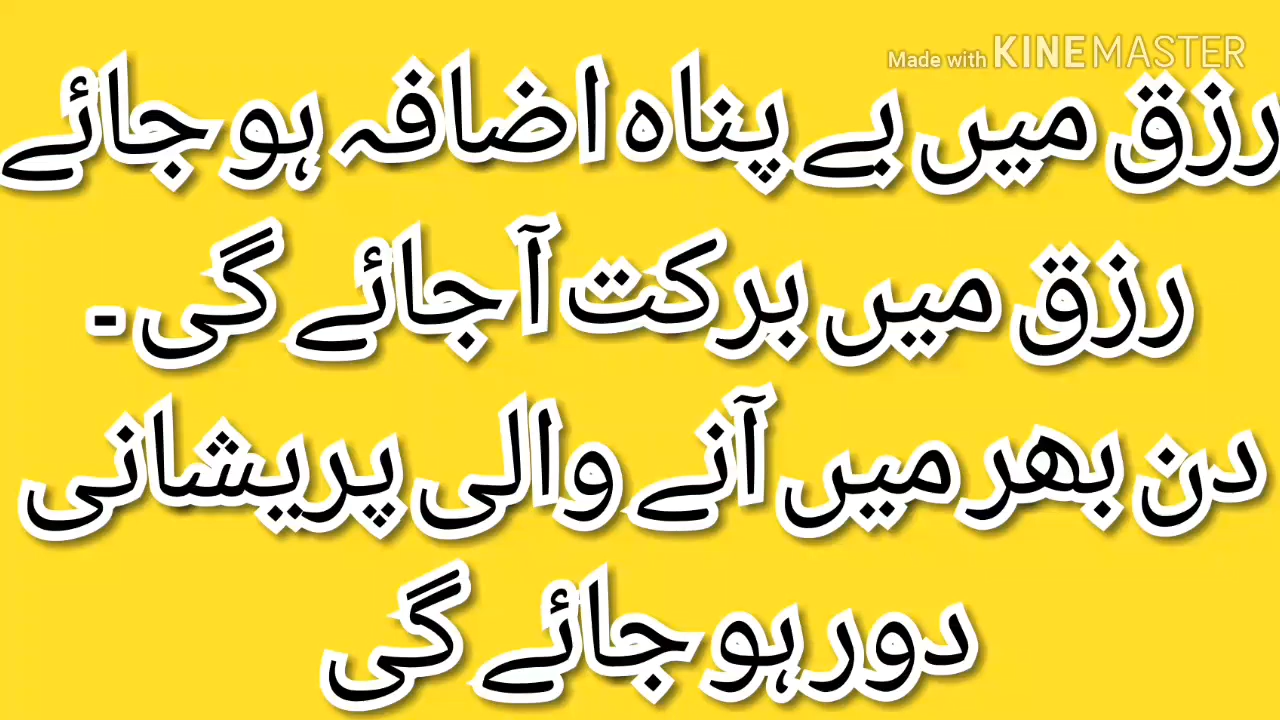 Made with KINEMASTER
رزق میں بے پناہ اضافہ ہو جائے
رزق میں برکت آ جائے گی ۔
دن بھر میں آنے والی پریشانی
دور ہو جائے گی